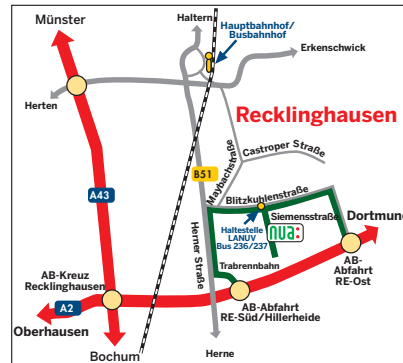 Münster
Haltern
Hauptbahnhof/
Busbahnhof
Erkenschwick
Herten
Recklinghausen
Maybachstraße
Castroper Straße
B51
A43
Blitzkuhlenstraße
Siemensstraße
Dortmund
Haltestelle
LANUV
Bus 236/237
nua:
Herner Straße
Trabrennbahn
AB-Kreuz
Recklinghausen
AB-
Abfahrt
RE-Ost
A2
AB-Abfahrt
RE-Süd/Hillerheide
Oberhausen
Bochum
Herne